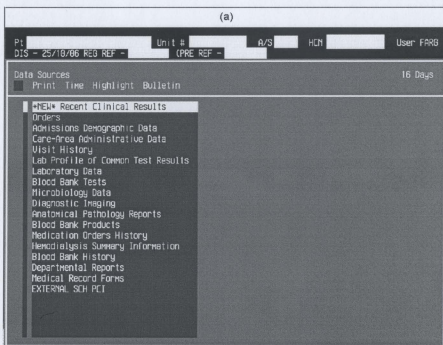 (a)
Pt Unit # A/S HCN User FARG
DIS - 25/10/06 REG REF - (PRE REF -
Data Sources 16 Days
Print Time Highlight Bulletin
*NEW* Recent Clinical Results
Orders
Admissions Demographic Data
Care-Area Administrative Data
Visit History
Lab Profile of Common Test Results
Laboratory Data
Blood Bank Tests
Microbiology Data
Diagnostic Imaging
Anatomical Pathology Reports
Blood Bank Products
Medication Orders History
Hemodialysis Summary Information
Blood Bank History
Departmental Reports
Medical Record Forms
EXTERNAL SCH PCI